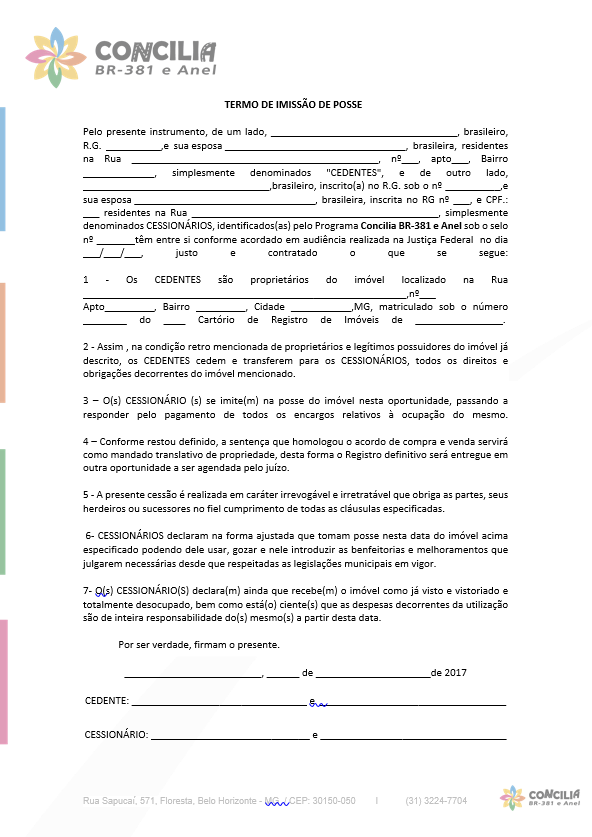 CONCILIA
BR-381 e Anel
TERMO DE IMISSÃO DE POSSE
Pelo presente instrumento, de um lado, __________________________________, brasileiro,
R.G. __________,e sua esposa _________________________________, brasileira, residentes
na Rua _____________________________________________, nº___, apto___, Bairro
_____________, simplesmente denominados "CEDENTES", e de outro lado,
__________________________________,brasileiro, inscrito(a) no R.G. sob o nº __________,e
sua esposa _________________________________, brasileira, inscrita no RG nº ___, e CPF.:
___ residentes na Rua _____________________________________________, simplesmente
denominados CESSIONÁRIOS, identificados(as) pelo Programa Concilia BR-381 e Anel sob o selo
nº _______têm entre si conforme acordado em audiência realizada na Justiça Federal no dia
___/___/___, justo e contratado o que se segue:
1 - Os CEDENTES são proprietários do imóvel localizado na Rua
____________________________________________,nº___
Apto_________, Bairro _________, Cidade ___________,MG, matriculado sob o número
________ do ____ Cartório de Registro de Imóveis de ________________.
2 - Assim , na condição retro mencionada de proprietários e legítimos possuidores do imóvel já
descrito, os CEDENTES cedem e transferem para os CESSIONÁRIOS, todos os direitos e
obrigações decorrentes do imóvel mencionado.
3 – O(s) CESSIONÁRIO (s) se imite(m) na posse do imóvel nesta oportunidade, passando a
responder pelo pagamento de todos os encargos relativos à ocupação do mesmo.
4 – Conforme restou definido, a sentença que homologou o acordo de compra e venda servirá
como mandado translativo de propriedade, desta forma o Registro definitivo será entregue em
outra oportunidade a ser agendada pelo juízo.
5 - A presente cessão é realizada em caráter irrevogável e irretratável que obriga as partes, seus
herdeiros ou sucessores no fiel cumprimento de todas as cláusulas especificadas.
6- CESSIONÁRIOS declaram na forma ajustada que tomam posse nesta data do imóvel acima
especificado podendo dele usar, gozar e nele introduzir as benfeitorias e melhoramentos que
julgarem necessárias desde que respeitadas as legislações municipais em vigor.
7- O(s) CESSIONÁRIO(S) declara(m) ainda que recebe(m) o imóvel como já visto e vistoriado e
totalmente desocupado, bem como está(o) ciente(s) que as despesas decorrentes da utilização
são de inteira responsabilidade do(s) mesmo(s) a partir desta data.
Por ser verdade, firmam o presente.
_________________________, ______ de _____________________de 2017
CEDENTE: ________________________________ e_________________________________
CESSIONÁRIO: _____________________________ e __________________________________
Rua Sapucaí, 571, Floresta, Belo Horizonte - MG / CEP: 30150-050 I (31) 3224-7704
CONCILIA
BR-381 e Anel